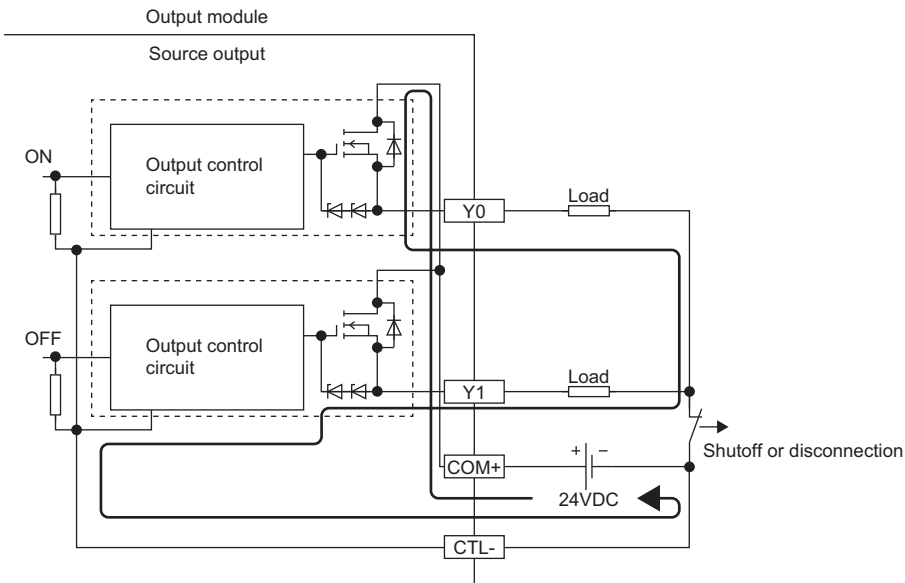 Output module
Source output
ON
Output control
circuit
Load
Y0
OFF
Output control
circuit
Load
Y1
Shutoff or disconnection
COM+
+
−
24VDC
CTL-